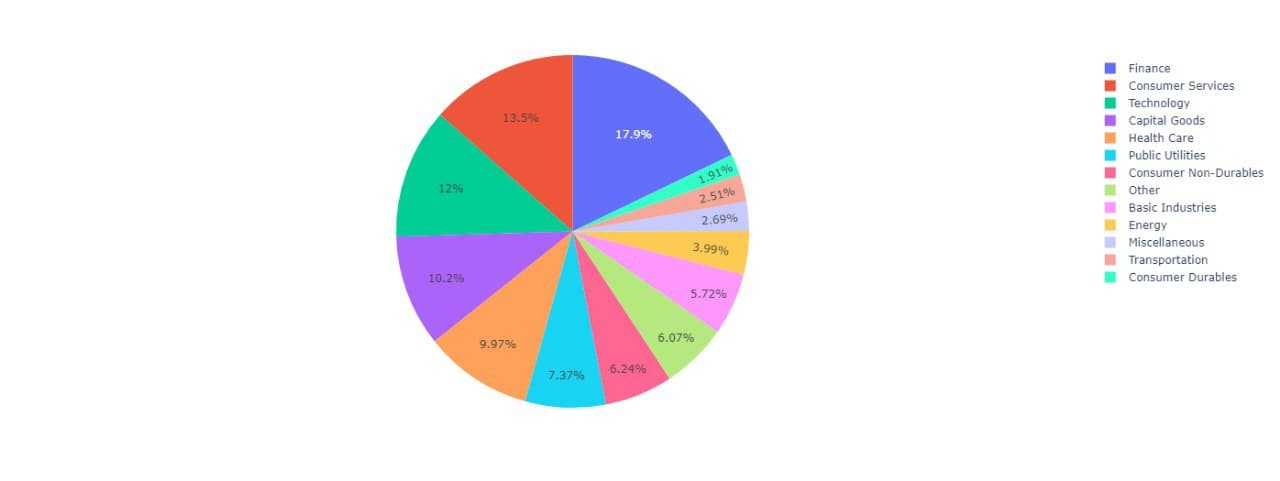 17.9%
13.5%
12%
10.2%
9.97%
7.37%
6.24%
6.07%
5.72%
3.99%
2.69%
2.51%
1.91%
Finance
Consumer Services
Technology
Capital Goods
Health Care
Public Utilities
Consumer Non-Durables
Other
Basic Industries
Energy
Miscellaneous
Transportation
Consumer Durables